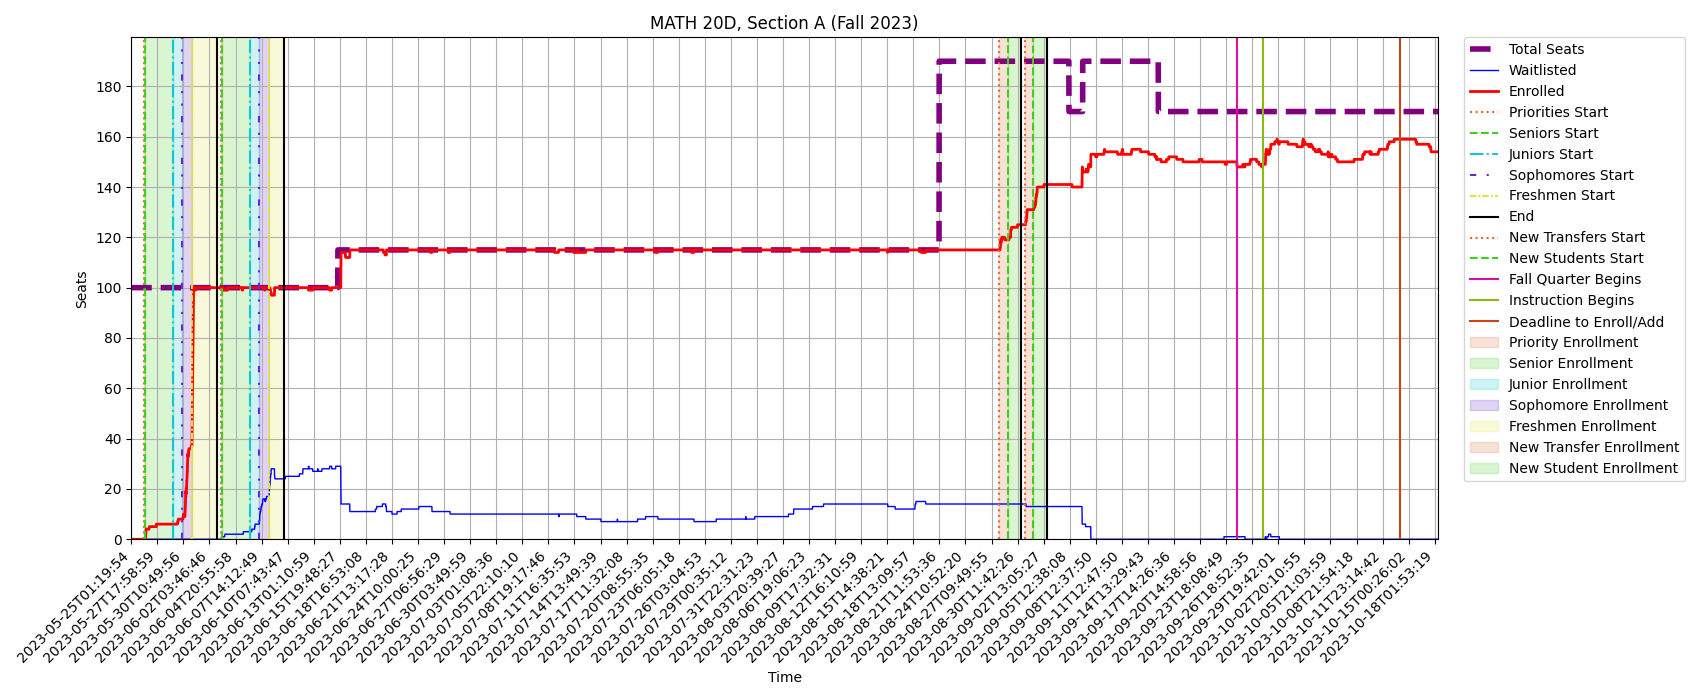 MATH 20D, Section A (Fall 2023)
Seats
180
160
140
120
100
80
60
40
20
0
2023-05-25T01:19:54
2023-05-27T17:58:59
2023-05-30T10:49:56
2023-06-02T03:46:46
2023-06-04T20:55:58
2023-06-07T14:12:49
2023-06-10T07:43:47
2023-06-13T01:10:59
2023-06-15T19:48:27
2023-06-18T16:53:08
2023-06-21T13:17:28
2023-06-24T10:00:25
2023-06-27T06:56:29
2023-06-30T03:49:59
2023-07-03T01:08:36
2023-07-05T22:10:10
2023-07-08T19:17:46
2023-07-11T16:35:53
2023-07-14T13:49:39
2023-07-17T11:32:08
2023-07-20T08:55:35
2023-07-23T06:05:18
2023-07-26T03:04:53
2023-07-29T00:35:12
2023-07-31T22:31:23
2023-08-03T20:39:27
2023-08-06T19:06:23
2023-08-09T17:32:31
2023-08-12T16:10:59
2023-08-15T14:38:21
2023-08-18T13:09:57
2023-08-21T11:53:36
2023-08-24T10:52:20
2023-08-27T09:49:55
2023-08-30T11:42:26
2023-09-02T13:05:27
2023-09-05T12:38:08
2023-09-08T12:37:50
2023-09-11T12:47:50
2023-09-14T13:29:43
2023-09-17T14:26:36
2023-09-20T14:58:56
2023-09-23T18:08:49
2023-09-26T18:52:35
2023-09-29T19:42:01
2023-10-02T20:10:55
2023-10-05T21:03:59
2023-10-08T21:54:18
2023-10-11T23:14:42
2023-10-15T00:26:02
2023-10-18T01:53:19
Time
Total Seats
Waitlisted
Enrolled
Priorities Start
Seniors Start
Juniors Start
Sophomores Start
Freshmen Start
End
New Transfers Start
New Students Start
Fall Quarter Begins
Instruction Begins
Deadline to Enroll/Add
Priority Enrollment
Senior Enrollment
Junior Enrollment
Sophomore Enrollment
Freshmen Enrollment
New Transfer Enrollment
New Student Enrollment